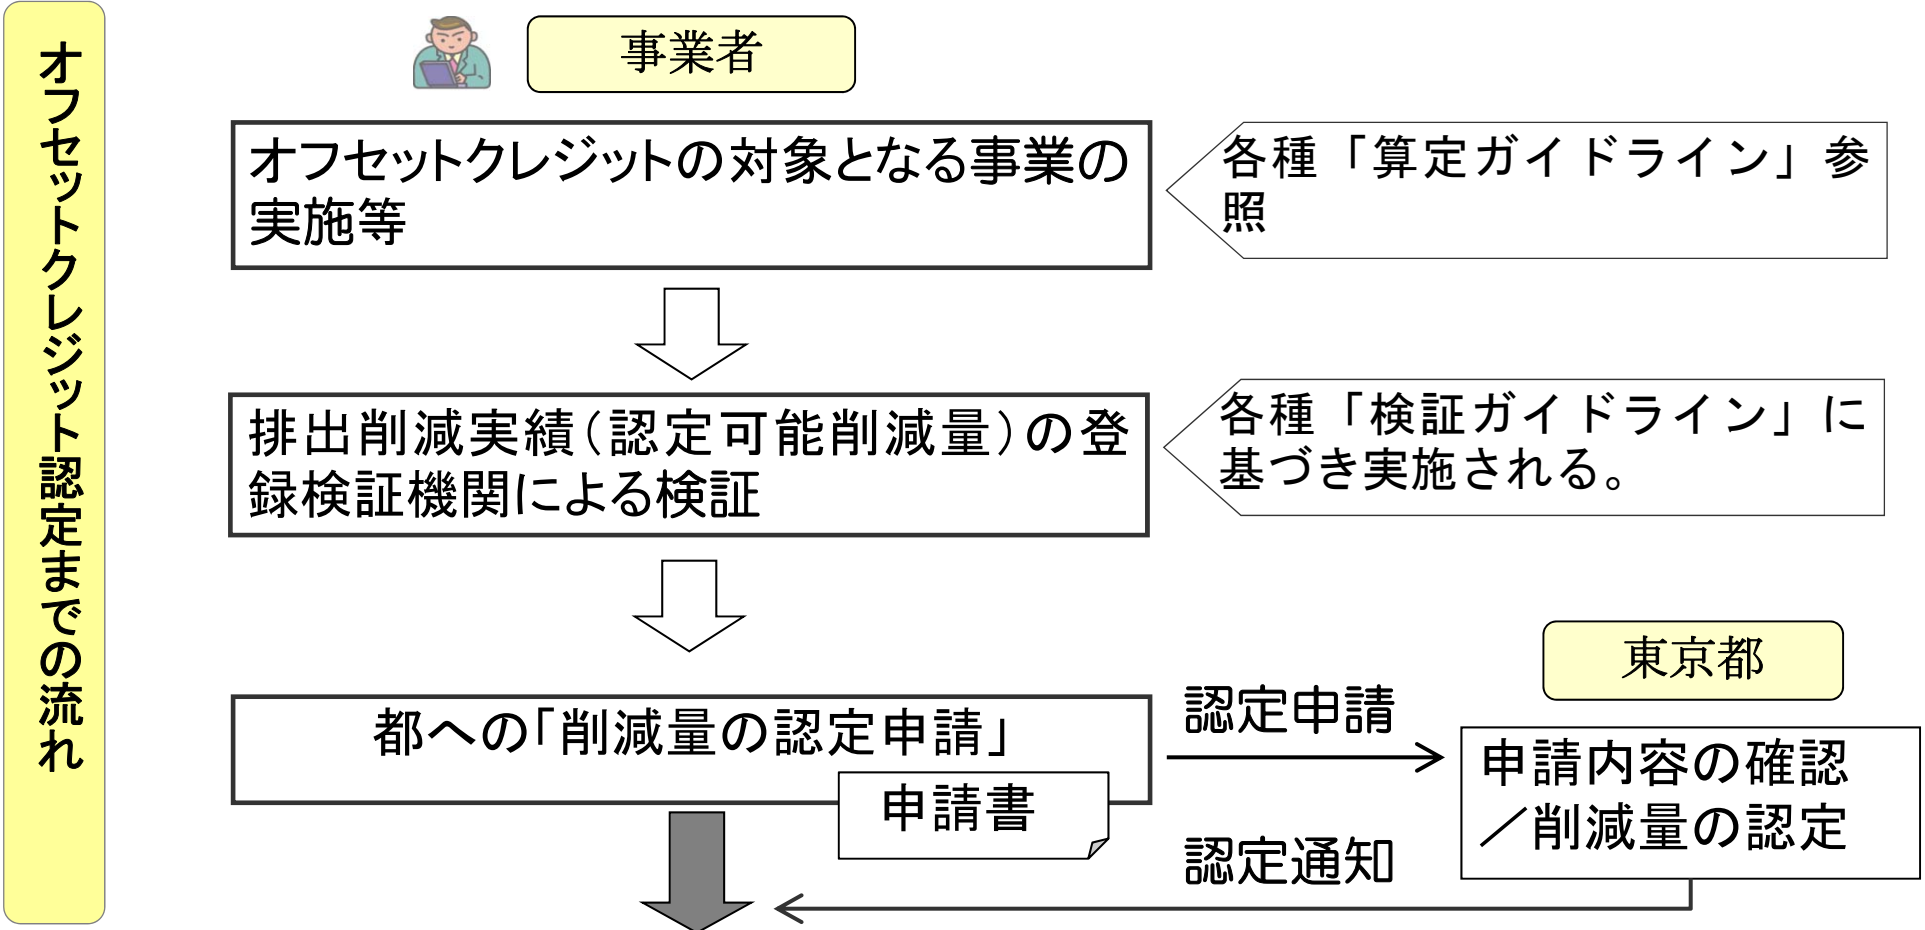 オフセットクレジット認定までの流れ
事業者
オフセットクレジットの対象となる事業の
実施等
各種「算定ガイドライン」参
照
排出削減実績（認定可能削減量）の登
録検証機関による検証
各種「検証ガイドライン」に
基づき実施される。
東京都
都への「削減量の認定申請」
申請書
認定申請
申請内容の確認
／削減量の認定
認定通知